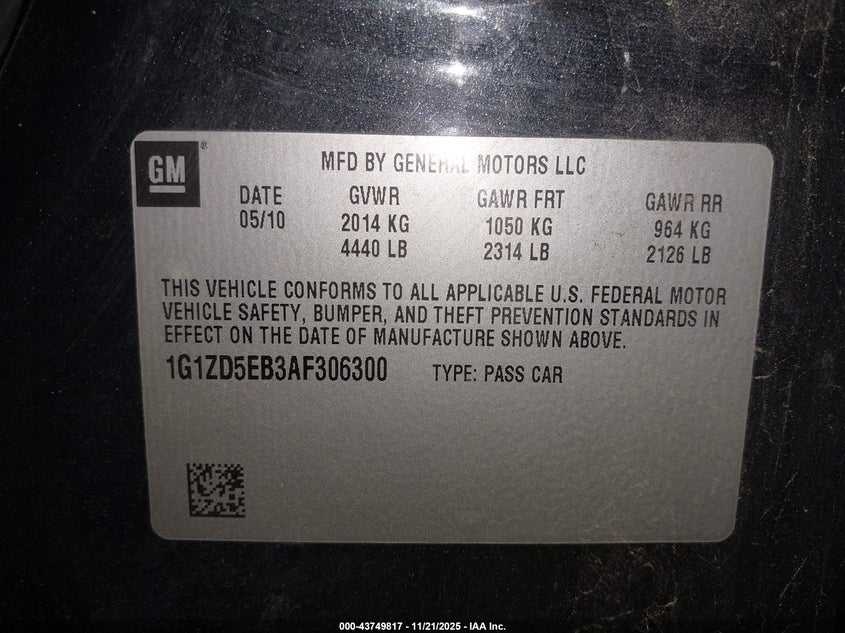 GM®
MFD BY GENERAL MOTORS LLC
DATE GVWR GAWR FRT GAWR RR
05/10 2014 KG 1050 KG 964 KG
4440 LB 2314 LB 2126 LB
THIS VEHICLE CONFORMS TO ALL APPLICABLE U.S. FEDERAL MOTOR
VEHICLE SAFETY, BUMPER, AND THEFT PREVENTION STANDARDS IN
EFFECT ON THE DATE OF MANUFACTURE SHOWN ABOVE.
1G1ZD5EB3AF306300 TYPE: PASS CAR
000-43749817 - 11/21/2025 - IAA Inc.